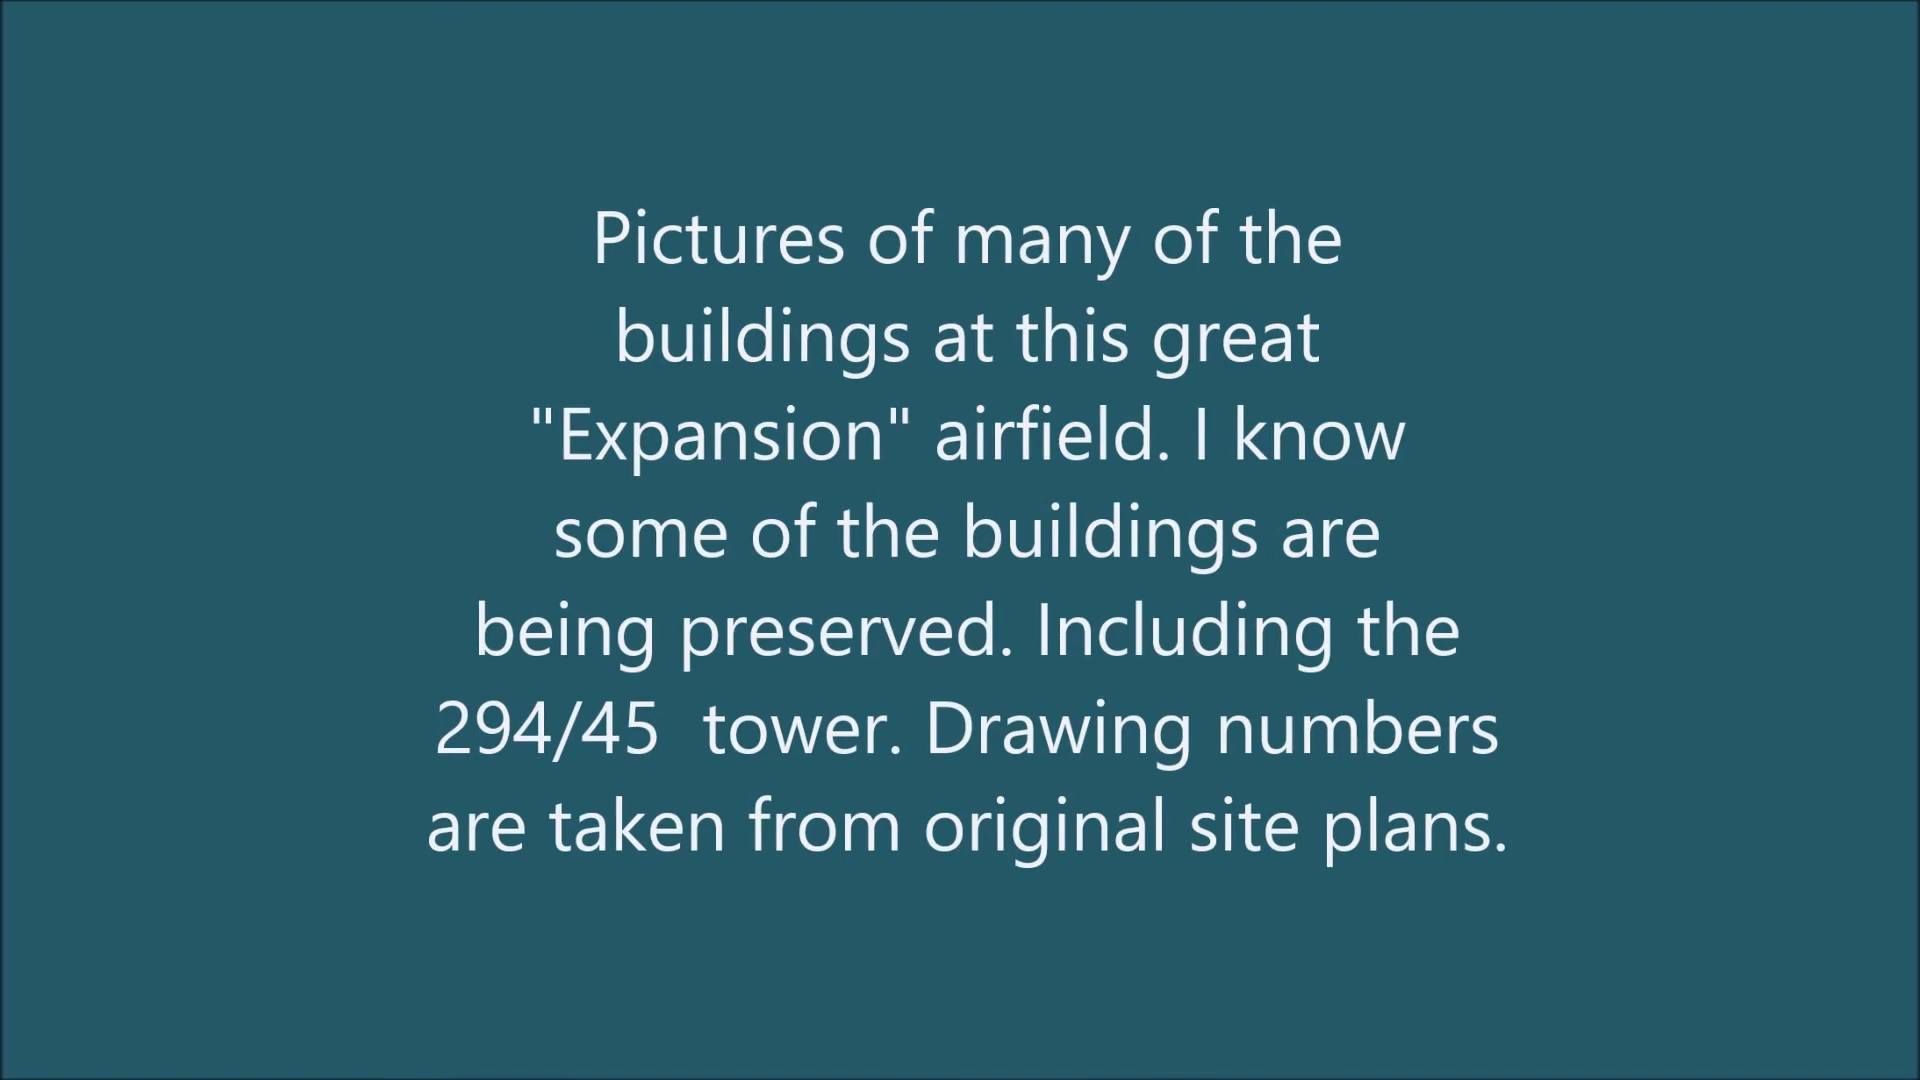 Pictures of many of the
buildings at this great
"Expansion" airfield. I know
some of the buildings are
being preserved. Including the
294/45  tower. Drawing numbers
are taken from original site plans.